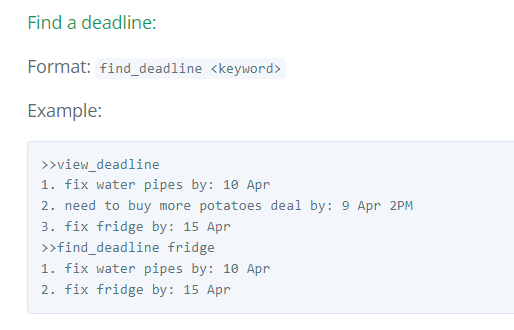 Find a deadline:
Format: find_deadline <keyword>
Example:
>>view_deadline
1. fix water pipes by: 10 Apr
2. need to buy more potatoes deal by: 9 Apr 2PM
3. fix fridge by: 15 Apr
>>find_deadline fridge
1. fix water pipes by: 10 Apr
2. fix fridge by: 15 Apr